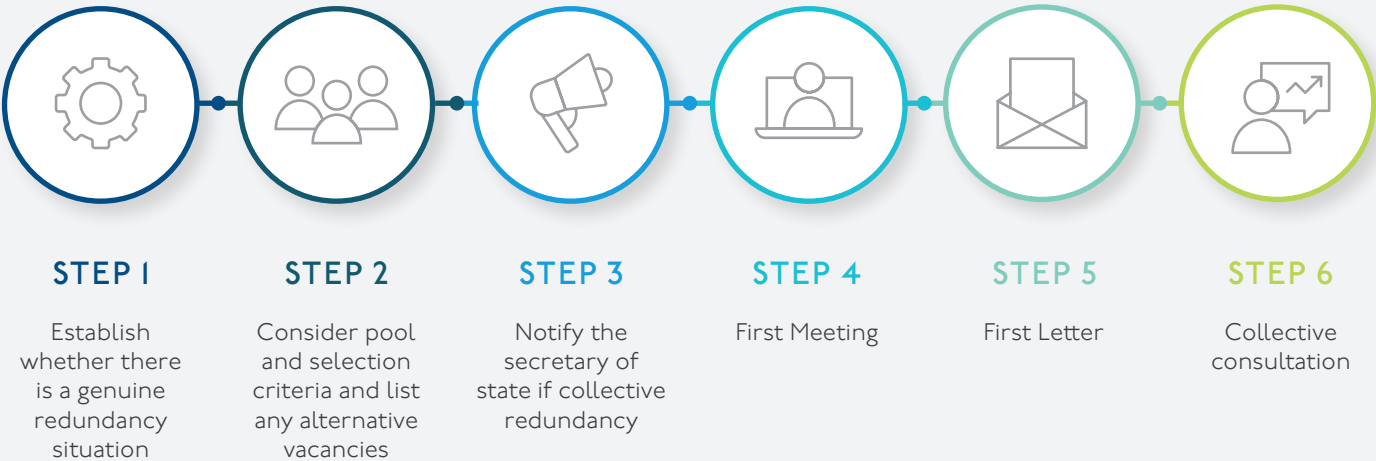 STEP 1
Establish
whether there
is a genuine
redundancy
situation
STEP 2
Consider pool
and selection
criteria and list
any alternative
vacancies
STEP 3
Notify the
secretary of
state if collective
redundancy
STEP 4
First Meeting
STEP 5
First Letter
STEP 6
Collective
consultation